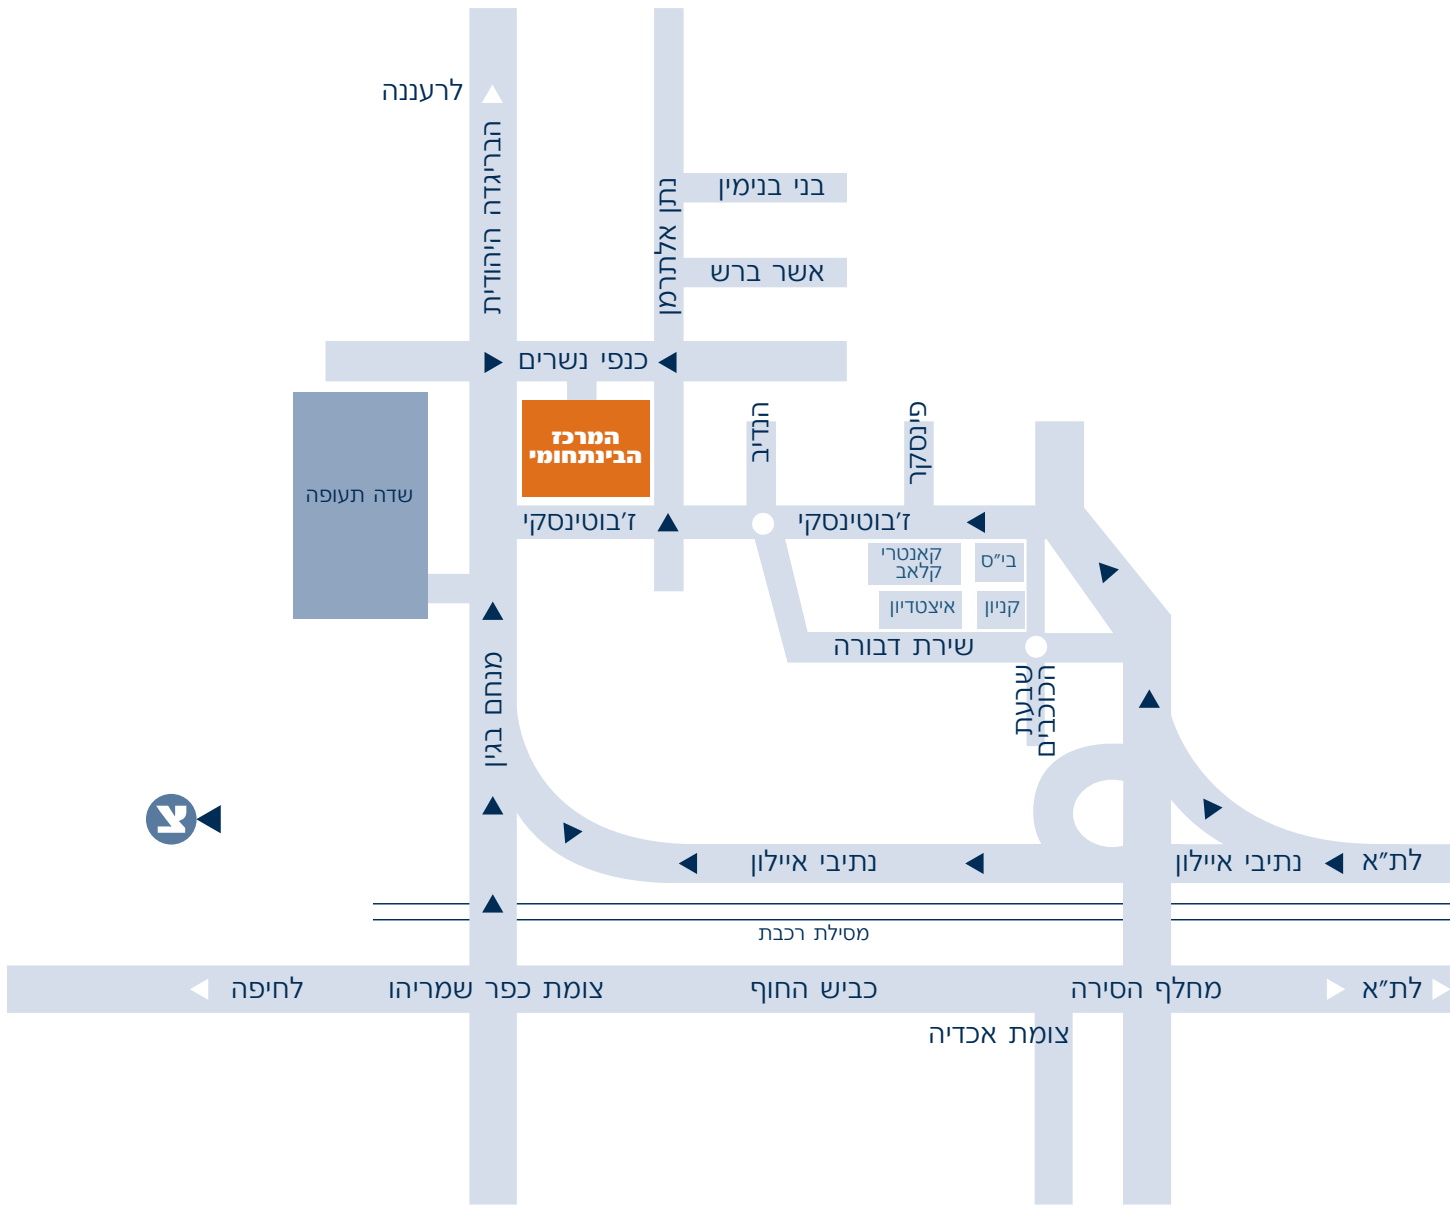 לרעננה
הבריגדה היהודית
נתן אלתרמן
בני בנימין
אשר ברש
כנפי נשרים
המרכז
הבינתחומי
שדה תעופה
הנדיב
פינסקר
ז'בוטינסקי
ז'בוטינסקי
קאנטרי
קלאב
בי"ס
איצטדיון
קניון
שירת דבורה
שבעת
הכוכבים
מנחם בגין
צ
לת"א
נתיבי איילון
נתיבי איילון
מסילת רכבת
לת"א
מחלף הסירה
כביש החוף
צומת כפר שמריהו
לחיפה
צומת אכדיה